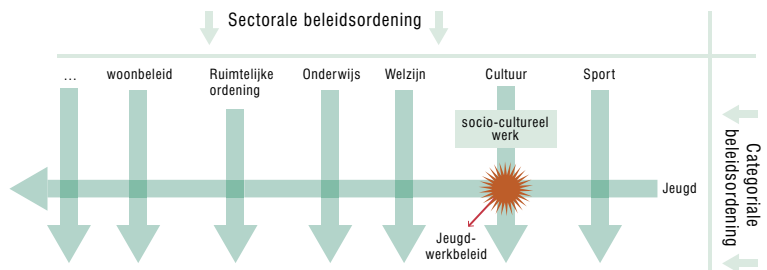 Sectorale beleidsordening
...
woonbeleid
Ruimtelijke
ordening
Onderwijs
Welzijn
Cultuur
Sport
socio-cultureel
werk
Jeugd
Jeugd-
werkbeleid
Categoriale
beleidsordening